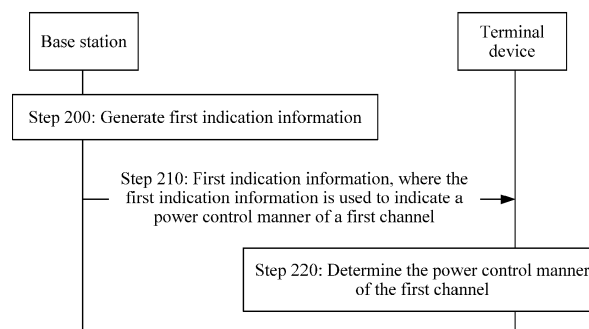 Base station
Terminal
device
Step 200: Generate first indication information
Step 210: First indication information, where the
first indication information is used to indicate a
power control manner of a first channel
Step 220: Determine the power control manner
of the first channel